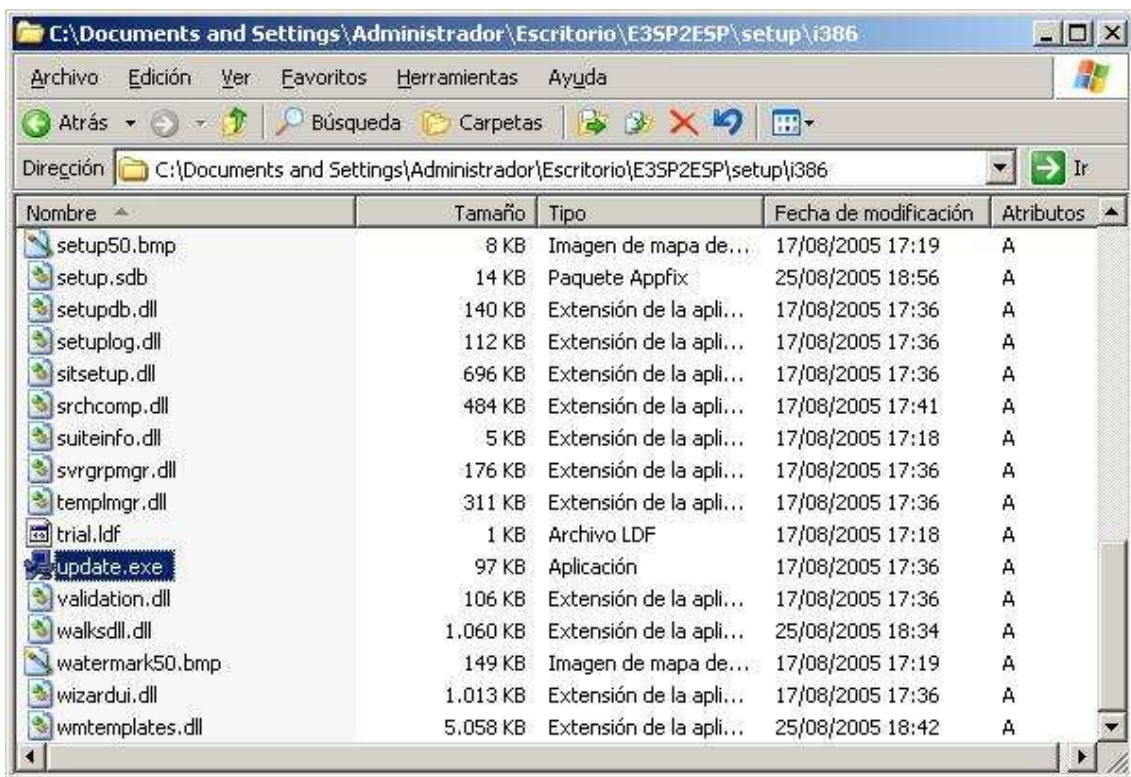 C:\Documents and Settings\Administrador\Escritorio\E3SP2ESP\setup\i386
Archivo Edición Ver Favoritos Herramientas Ayuda
Atrás Búsqueda Carpetas
Dirección C:\Documents and Settings\Administrador\Escritorio\E3SP2ESP\setup\i386 Ir
Nombre Tamaño Tipo Fecha de modificación Atributos
setup50.bmp 8 KB Imagen de mapa de... 17/08/2005 17:19 A
setup.sdb 14 KB Paquete Appfix 25/08/2005 18:56 A
setupdb.dll 140 KB Extensión de la apli... 17/08/2005 17:36 A
setuplog.dll 112 KB Extensión de la apli... 17/08/2005 17:36 A
sitsetup.dll 696 KB Extensión de la apli... 17/08/2005 17:36 A
srchcomp.dll 484 KB Extensión de la apli... 17/08/2005 17:41 A
suiteinfo.dll 5 KB Extensión de la apli... 17/08/2005 17:18 A
svrgrpmgr.dll 176 KB Extensión de la apli... 17/08/2005 17:36 A
templmgr.dll 311 KB Extensión de la apli... 17/08/2005 17:36 A
trial.ldf 1 KB Archivo LDF 17/08/2005 17:18 A
update.exe 97 KB Aplicación 17/08/2005 17:36 A
validation.dll 106 KB Extensión de la apli... 17/08/2005 17:36 A
walksdll.dll 1.060 KB Extensión de la apli... 25/08/2005 18:34 A
watermark50.bmp 149 KB Imagen de mapa de... 17/08/2005 17:19 A
wizardui.dll 1.013 KB Extensión de la apli... 17/08/2005 17:36 A
wmtemplates.dll 5.058 KB Extensión de la apli... 25/08/2005 18:42 A